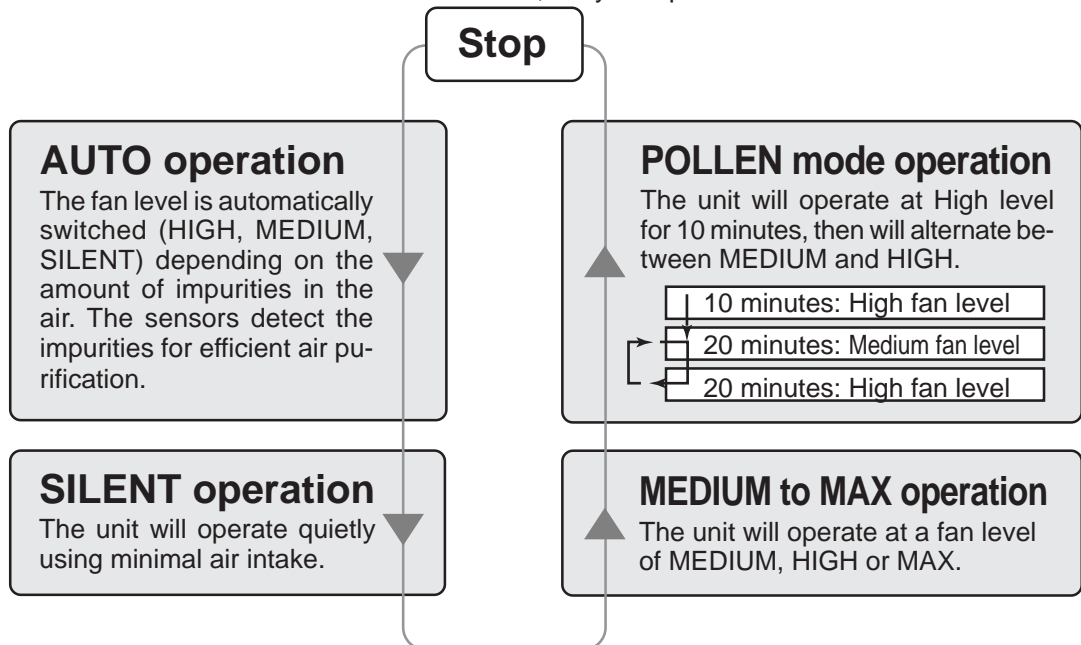 Stop
AUTO operation
The fan level is automatically
switched (HIGH, MEDIUM,
SILENT) depending on the
amount of impurities in the
air. The sensors detect the
impurities for efficient air pu-
rification.
SILENT operation
The unit will operate quietly
using minimal air intake.
POLLEN mode operation
The unit will operate at High level
for 10 minutes, then will alternate be-
tween MEDIUM and HIGH.
10 minutes: High fan level
20 minutes: Medium fan level
20 minutes: High fan level
MEDIUM to MAX operation
The unit will operate at a fan level
of MEDIUM, HIGH or MAX.